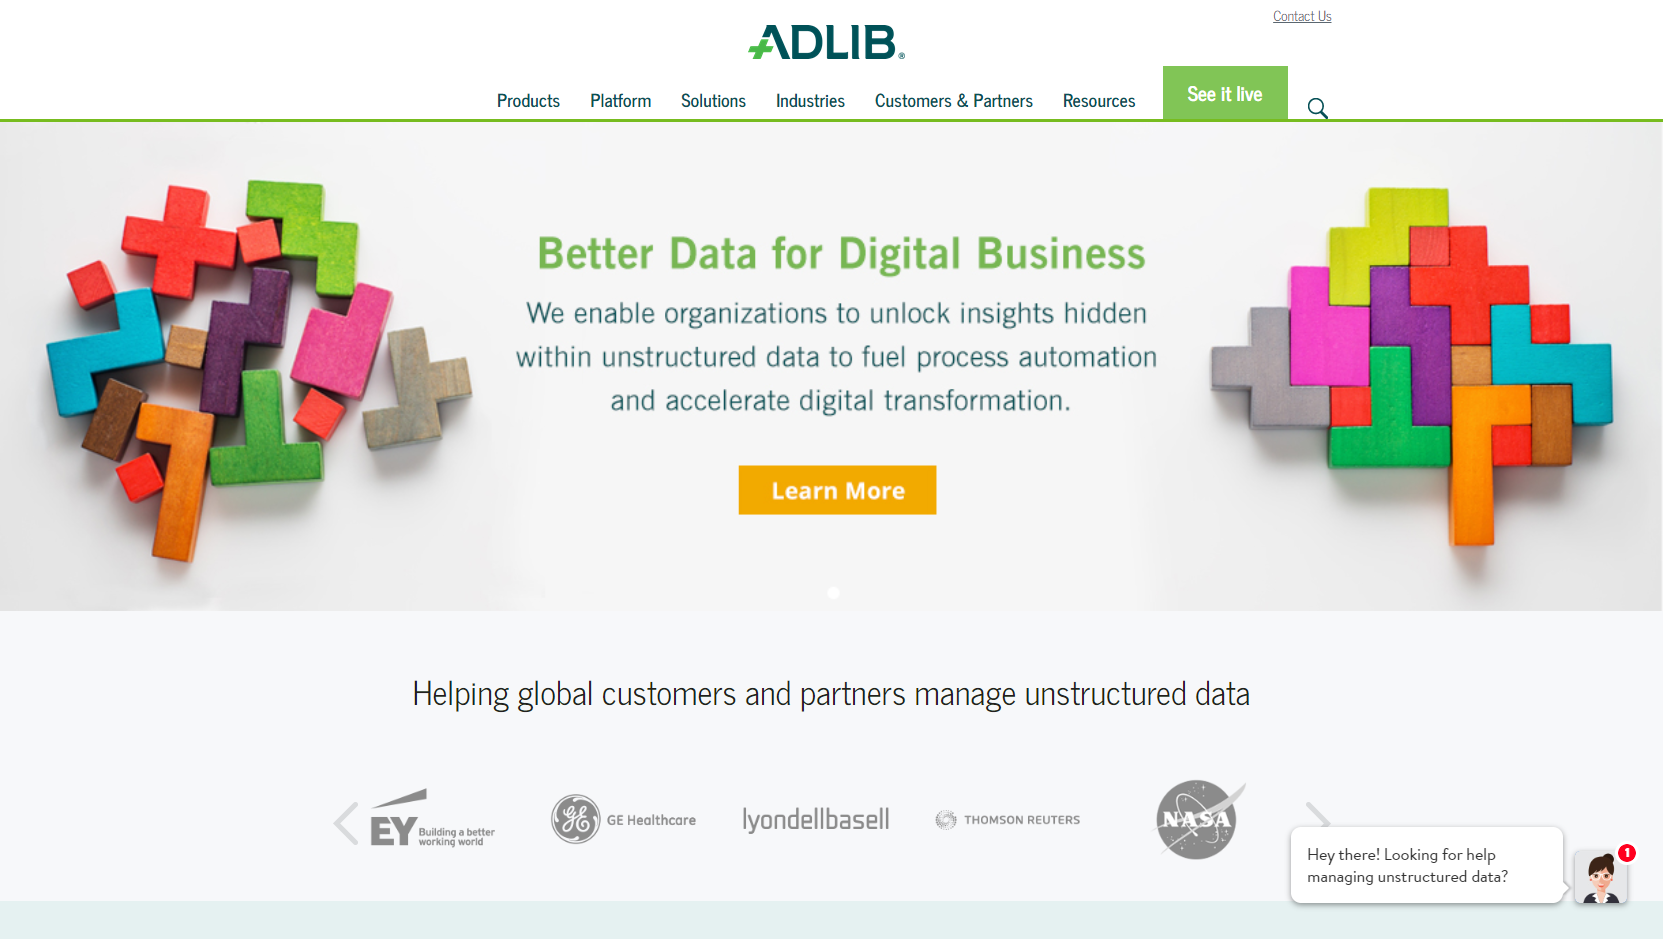 Contact Us
ADLIB®
Products Platform Solutions Industries Customers & Partners Resources See it live
Better Data for Digital Business
We enable organizations to unlock insights hidden
within unstructured data to fuel process automation
and accelerate digital transformation.
Learn More
Helping global customers and partners manage unstructured data
EY Building a better
working world
GE GE Healthcare
lyondellbasell
THOMSON REUTERS
NASA
Hey there! Looking for help
managing unstructured data?
1